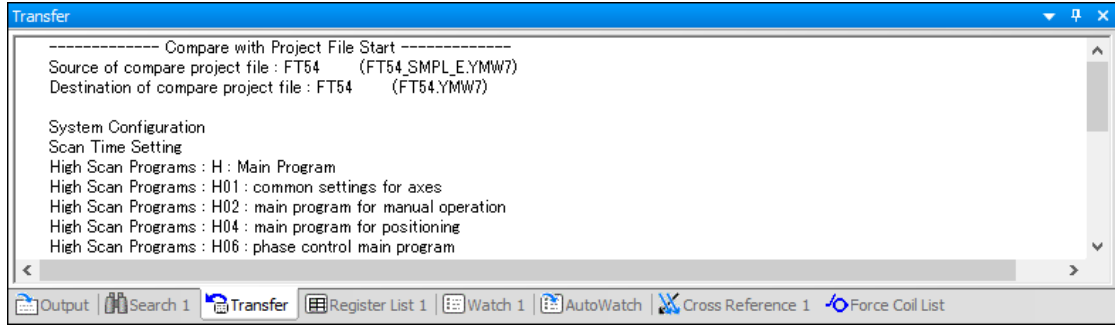 Transfer
------------- Compare with Project File Start -------------
Source of compare project file : FT54 (FT54_SMPL_E.YMW7)
Destination of compare project file : FT54 (FT54.YMW7)
System Configuration
Scan Time Setting
High Scan Programs : H : Main Program
High Scan Programs : H01 : common settings for axes
High Scan Programs : H02 : main program for manual operation
High Scan Programs : H04 : main program for positioning
High Scan Programs : H06 : phase control main program
Output Search 1 Transfer Register List 1 Watch 1 AutoWatch Cross Reference 1 Force Coil List